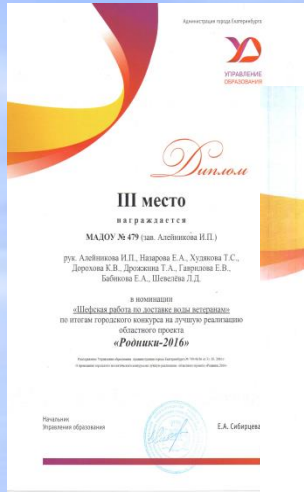 Администрация города Екатеринбурга
УПРАВЛЕНИЕ
ОБРАЗОВАНИЯ
Диплом
III место
награждается
МАДОУ № 479 (зав. Алейникова И.П.)
рук. Алейникова И.П., Назарова Е.А., Худякова Т.С.,
Дорохова К.В., Дрожжина Т.А., Гаврилова Е.В.,
Бабикова Е.А., Шевелёва Л.Д.
в номинации
«Шефская работа по доставке воды ветеранам»
по итогам городского конкурса на лучшую реализацию
областного проекта
«Родники-2016»
Начальник
Управления образования
Е.А. Сибирцева